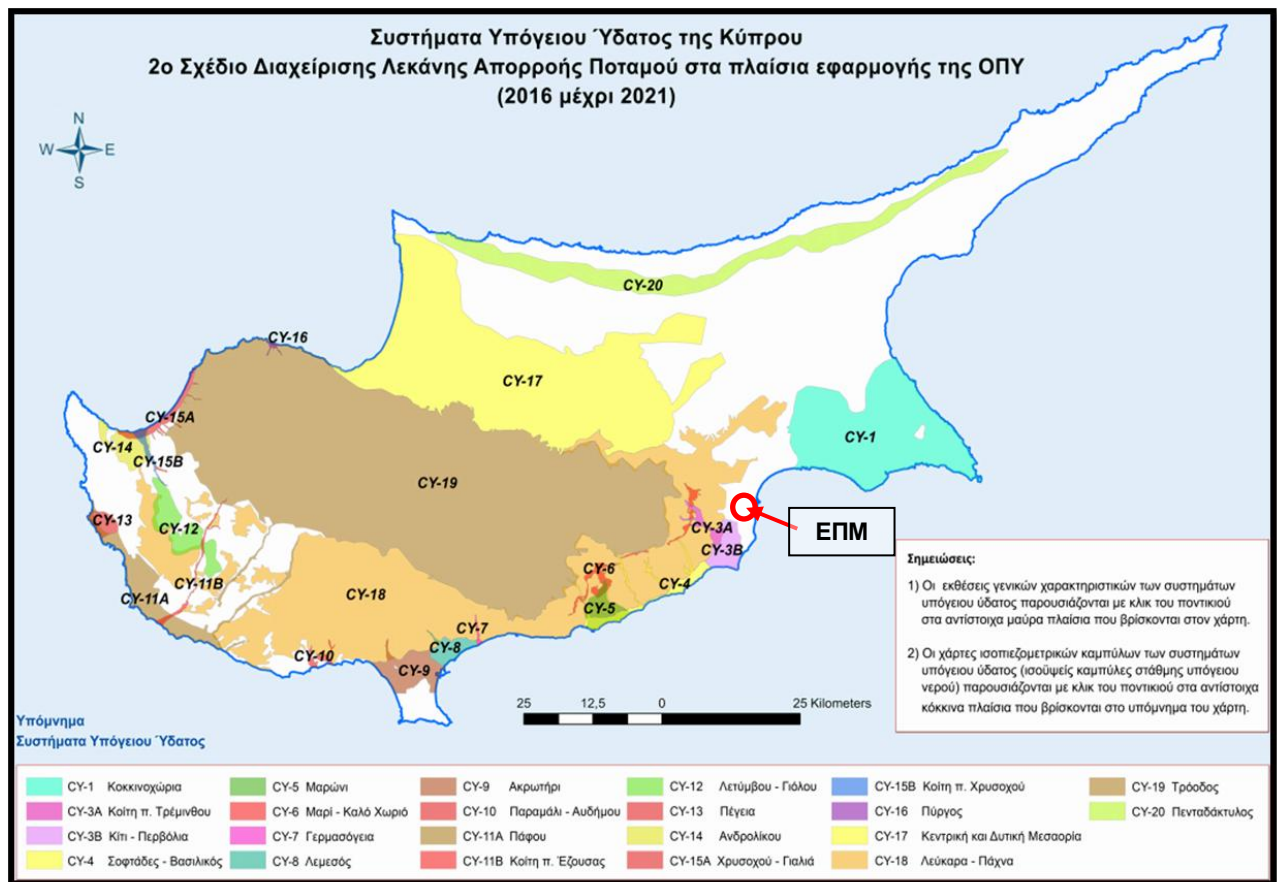 Συστήματα Υπόγειου Ύδατος της Κύπρου
2ο Σχέδιο Διαχείρισης Λεκάνης Απορροής Ποταμού στα πλαίσια εφαρμογής της ΟΠΥ
(2016 μέχρι 2021)
N
W E
S
CY-20
CY-16
CY-17
CY-15A
CY-1
CY-14
CY-15B
CY-19
CY-13
CY-12
CY-3A
ΕΠΜ
CY-3B
CY-6
CY-4
CY-11B
CY-11A
CY-18
CY-5
CY-7
CY-8
CY-10
CY-9
Σημειώσεις:
1) Οι εκθέσεις γενικών χαρακτηριστικών των συστημάτων
υπόγειου ύδατος παρουσιάζονται με κλικ του ποντικιού
στα αντίστοιχα μαύρα πλαίσια που βρίσκονται στον χάρτη.
2) Οι χάρτες ισοπιεζομετρικών καμπύλων των συστημάτων
υπόγειου ύδατος (ισοϋψείς καμπύλες στάθμης υπόγειου
νερού) παρουσιάζονται με κλικ του ποντικιού στα αντίστοιχα
κόκκινα πλαίσια που βρίσκονται στο υπόμνημα του χάρτη.
25 12,5 0 25 Kilometers
Υπόμνημα
Συστήματα Υπόγειου Ύδατος
CY-1 Κοκκινοχώρια CY-5 Μαρώνι CY-9 Ακρωτήρι CY-12 Λετύμβου - Γιόλου CY-15B Κοίτη π. Χρυσοχού CY-19 Τρόοδος
CY-3A Κοίτη π. Τρέμινθου CY-6 Μαρί - Καλό Χωριό CY-10 Παραμάλι - Αυδήμου CY-13 Πέγεια CY-16 Πύργος CY-20 Πενταδάκτυλος
CY-3B Κίτι - Περβόλια CY-7 Γερμασόγεια CY-11A Πάφου CY-14 Ανδρολίκου CY-17 Κεντρική και Δυτική Μεσαορία
CY-4 Σοφτάδες - Βασιλικός CY-8 Λεμεσός CY-11B Κοίτη π. Έζουσας CY-15A Χρυσοχού - Γιαλιά CY-18 Λεύκαρα - Πάχνα